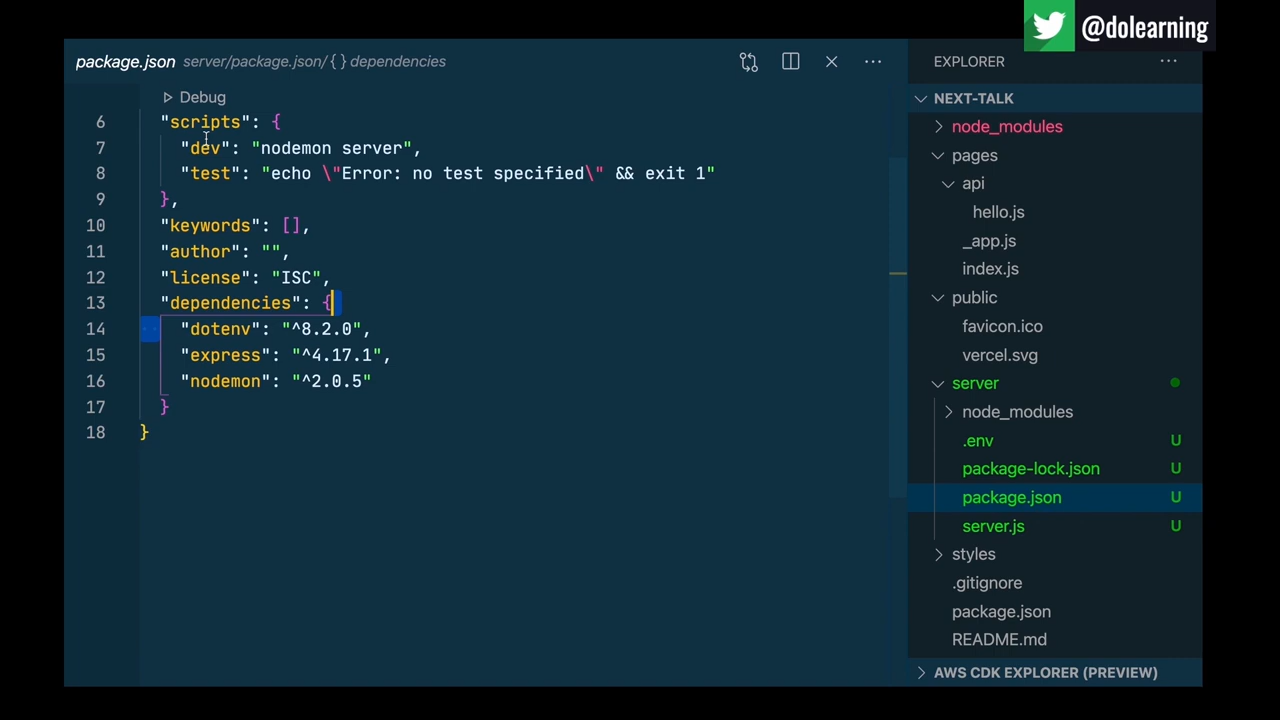 @dolearning
package.json server/package.json/{ } dependencies
Debug
6 "scripts": {
7 "dev": "nodemon server",
8 "test": "echo \"Error: no test specified\" && exit 1"
9 },
10 "keywords": [],
11 "author": "",
12 "license": "ISC",
13 "dependencies": {
14 "dotenv": "^8.2.0",
15 "express": "^4.17.1",
16 "nodemon": "^2.0.5"
17 }
18 }
EXPLORER
NEXT-TALK
node_modules
pages
api
hello.js
_app.js
index.js
public
favicon.ico
vercel.svg
server
node_modules
.env U
package-lock.json U
package.json U
server.js U
styles
.gitignore
package.json
README.md
AWS CDK EXPLORER (PREVIEW)